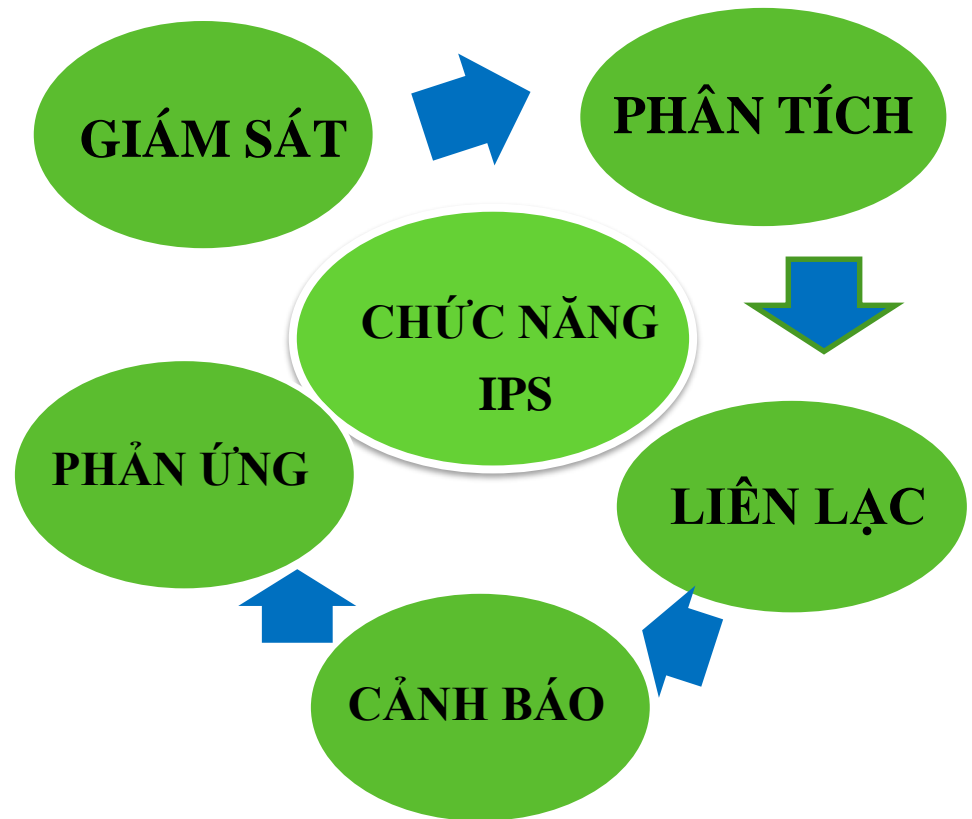 GIÁM SÁT
PHÂN TÍCH
CHỨC NĂNG
IPS
PHẢN ỨNG
LIÊN LẠC
CẢNH BÁO